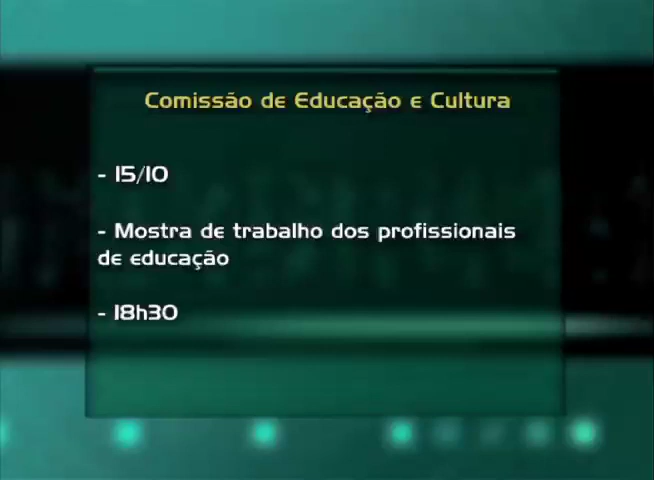 Comissão de Educação e Cultura
- 15/10
- Mostra de trabalho dos profissionais
de educação
- 18h30